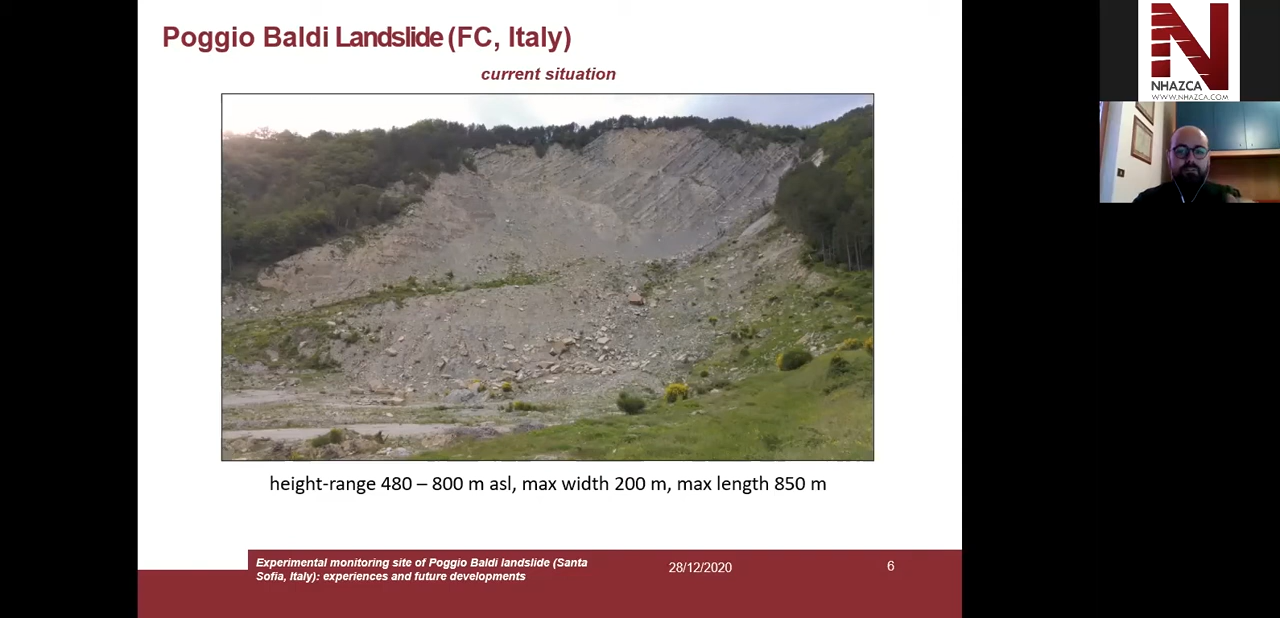 Poggio Baldi Landslide (FC, Italy)
current situation
height-range 480 – 800 m asl, max width 200 m, max length 850 m
Experimental monitoring site of Poggio Baldi landslide (Santa
Sofia, Italy): experiences and future developments
28/12/2020
6
NHAZCA
WWW.NHAZCA.COM